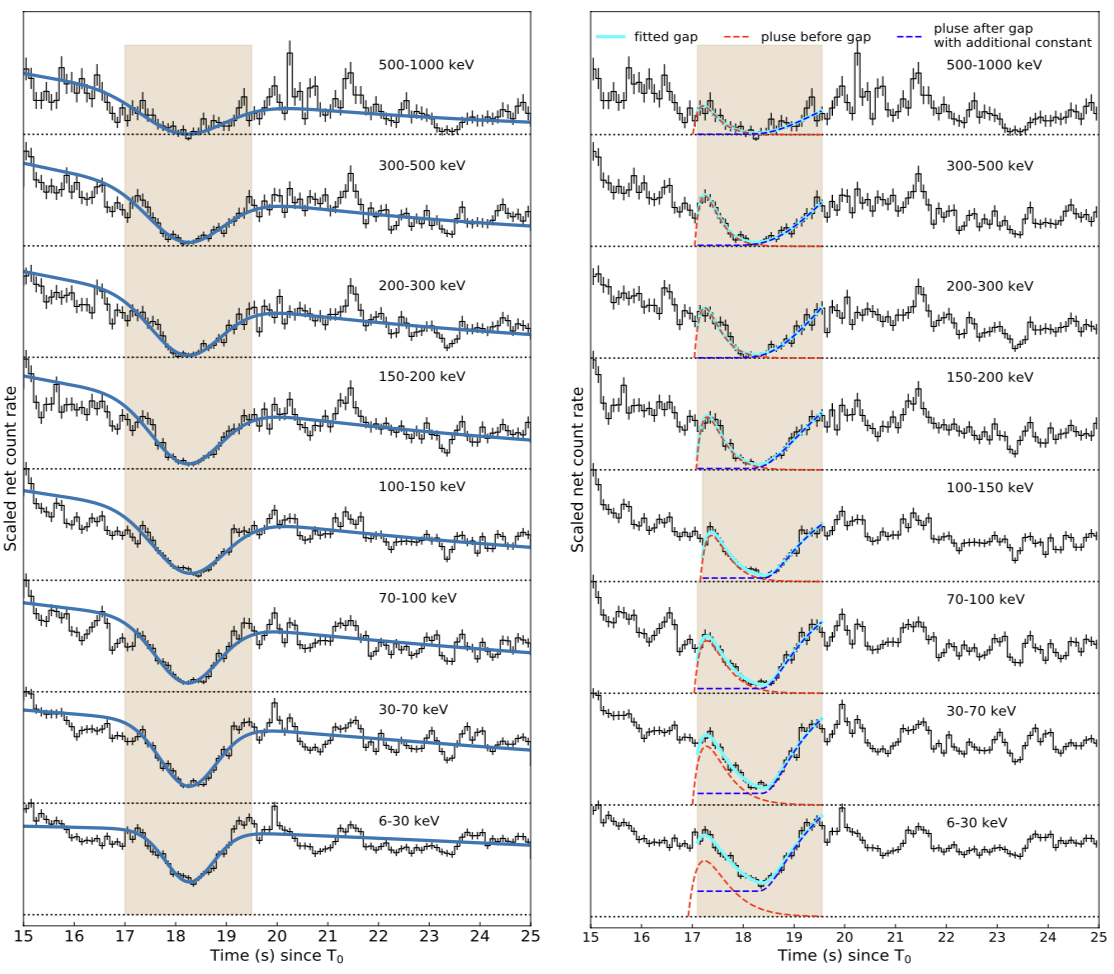 fitted gap
pluse before gap
pluse after gap
with additional constant
500-1000 keV
300-500 keV
200-300 keV
150-200 keV
100-150 keV
70-100 keV
30-70 keV
6-30 keV
Scaled net count rate
15 16 17 18 19 20 21 22 23 24 25
Time (s) since T₀
500-1000 keV
300-500 keV
200-300 keV
150-200 keV
100-150 keV
70-100 keV
30-70 keV
6-30 keV
Scaled net count rate
15 16 17 18 19 20 21 22 23 24 25
Time (s) since T₀